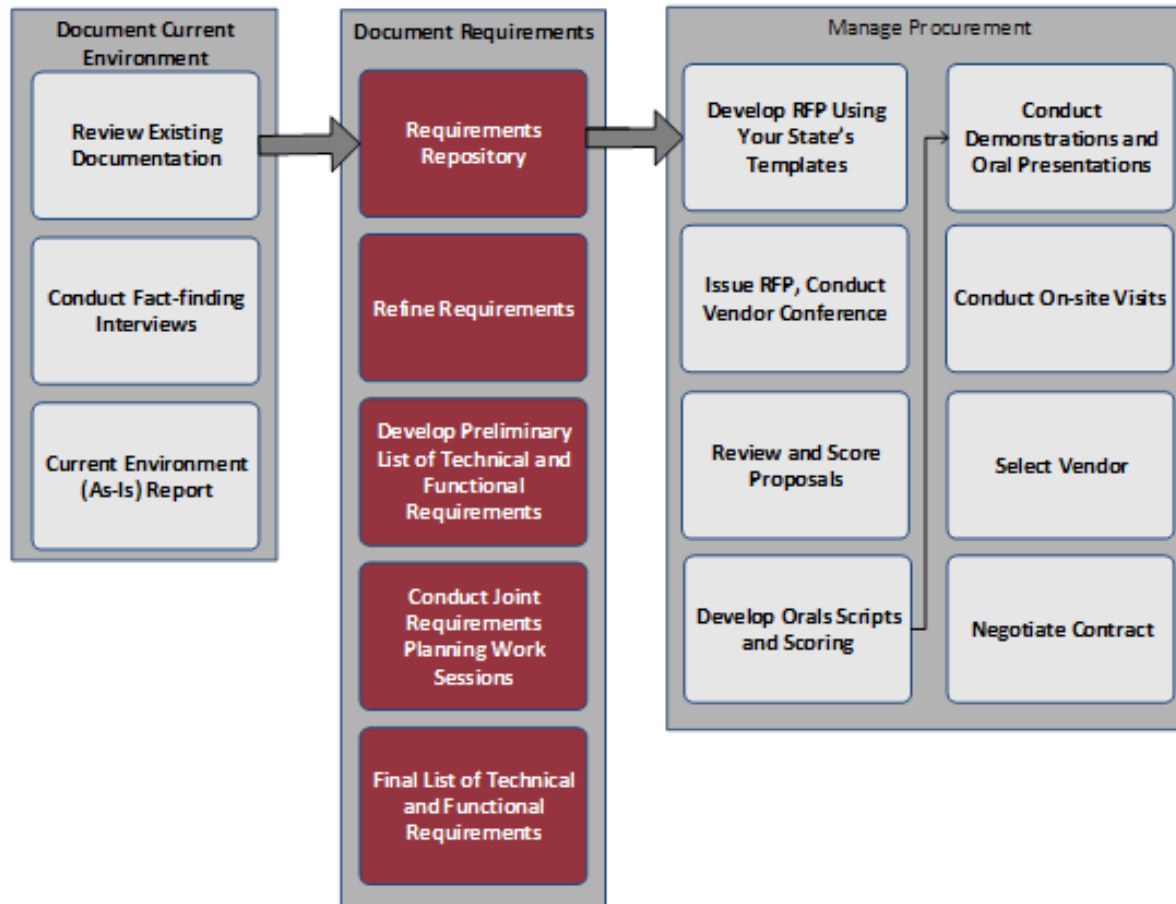 Document Current
Environment
Review Existing
Documentation
Conduct Fact-finding
Interviews
Current Environment
(As-Is) Report
Document Requirements
Requirements
Repository
Refine Requirements
Develop Preliminary
List of Technical and
Functional
Requirements
Conduct Joint
Requirements
Planning Work
Sessions
Final List of Technical
and Functional
Requirements
Manage Procurement
Develop RFP Using
Your State's
Templates
Issue RFP, Conduct
Vendor Conference
Review and Score
Proposals
Develop Orals Scripts
and Scoring
Conduct
Demonstrations and
Oral Presentations
Conduct On-site Visits
Select Vendor
Negotiate Contract